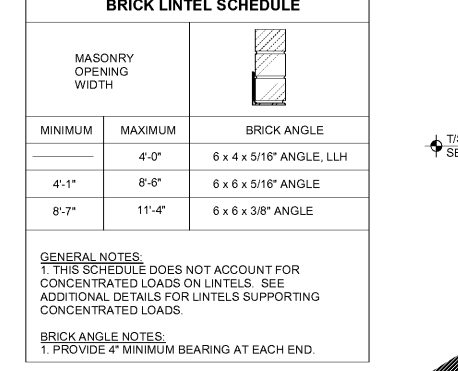 BRICK LINTEL SCHEDULE
MASONRY
OPENING
WIDTH
MINIMUM MAXIMUM BRICK ANGLE
4'-0" 6 x 4 x 5/16" ANGLE, LLH
4'-1" 8'-6" 6 x 6 x 5/16" ANGLE
8'-7" 11'-4" 6 x 6 x 3/8" ANGLE
GENERAL NOTES:
1. THIS SCHEDULE DOES NOT ACCOUNT FOR
CONCENTRATED LOADS ON LINTELS. SEE
ADDITIONAL DETAILS FOR LINTELS SUPPORTING
CONCENTRATED LOADS.
BRICK ANGLE NOTES:
1. PROVIDE 4" MINIMUM BEARING AT EACH END.